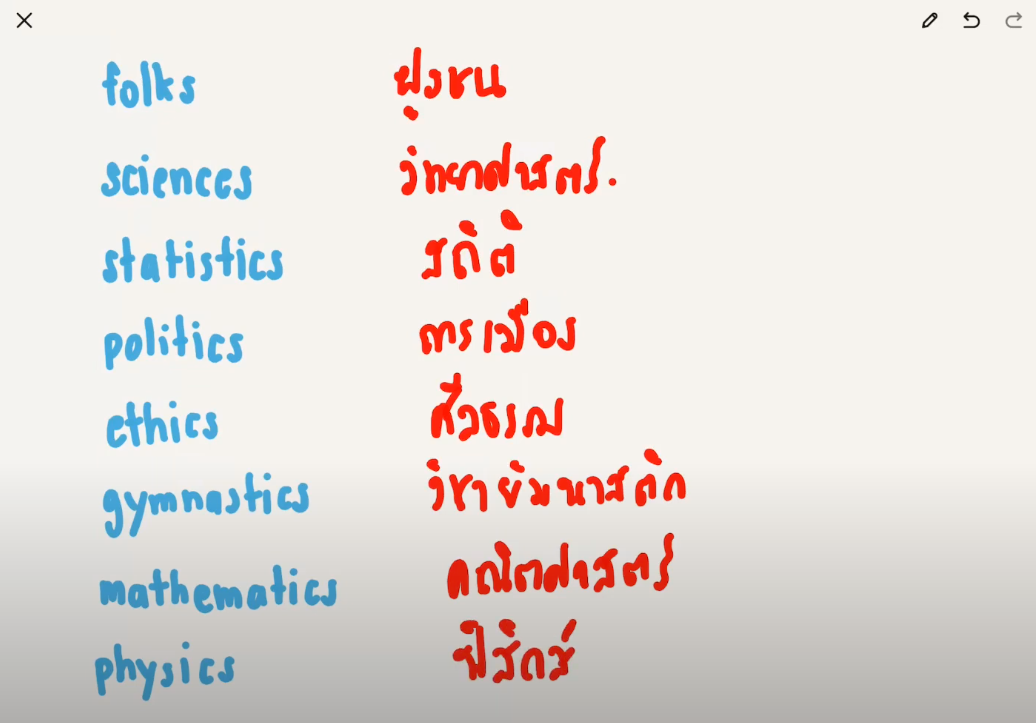 folks ฝูงชน
sciences วิทยาศาสตร์.
statistics สถิติ
politics การเมือง
ethics ศีลธรรม
gymnastics วิชายิมนาสติก
mathematics คณิตศาสตร์
physics ฟิสิกส์